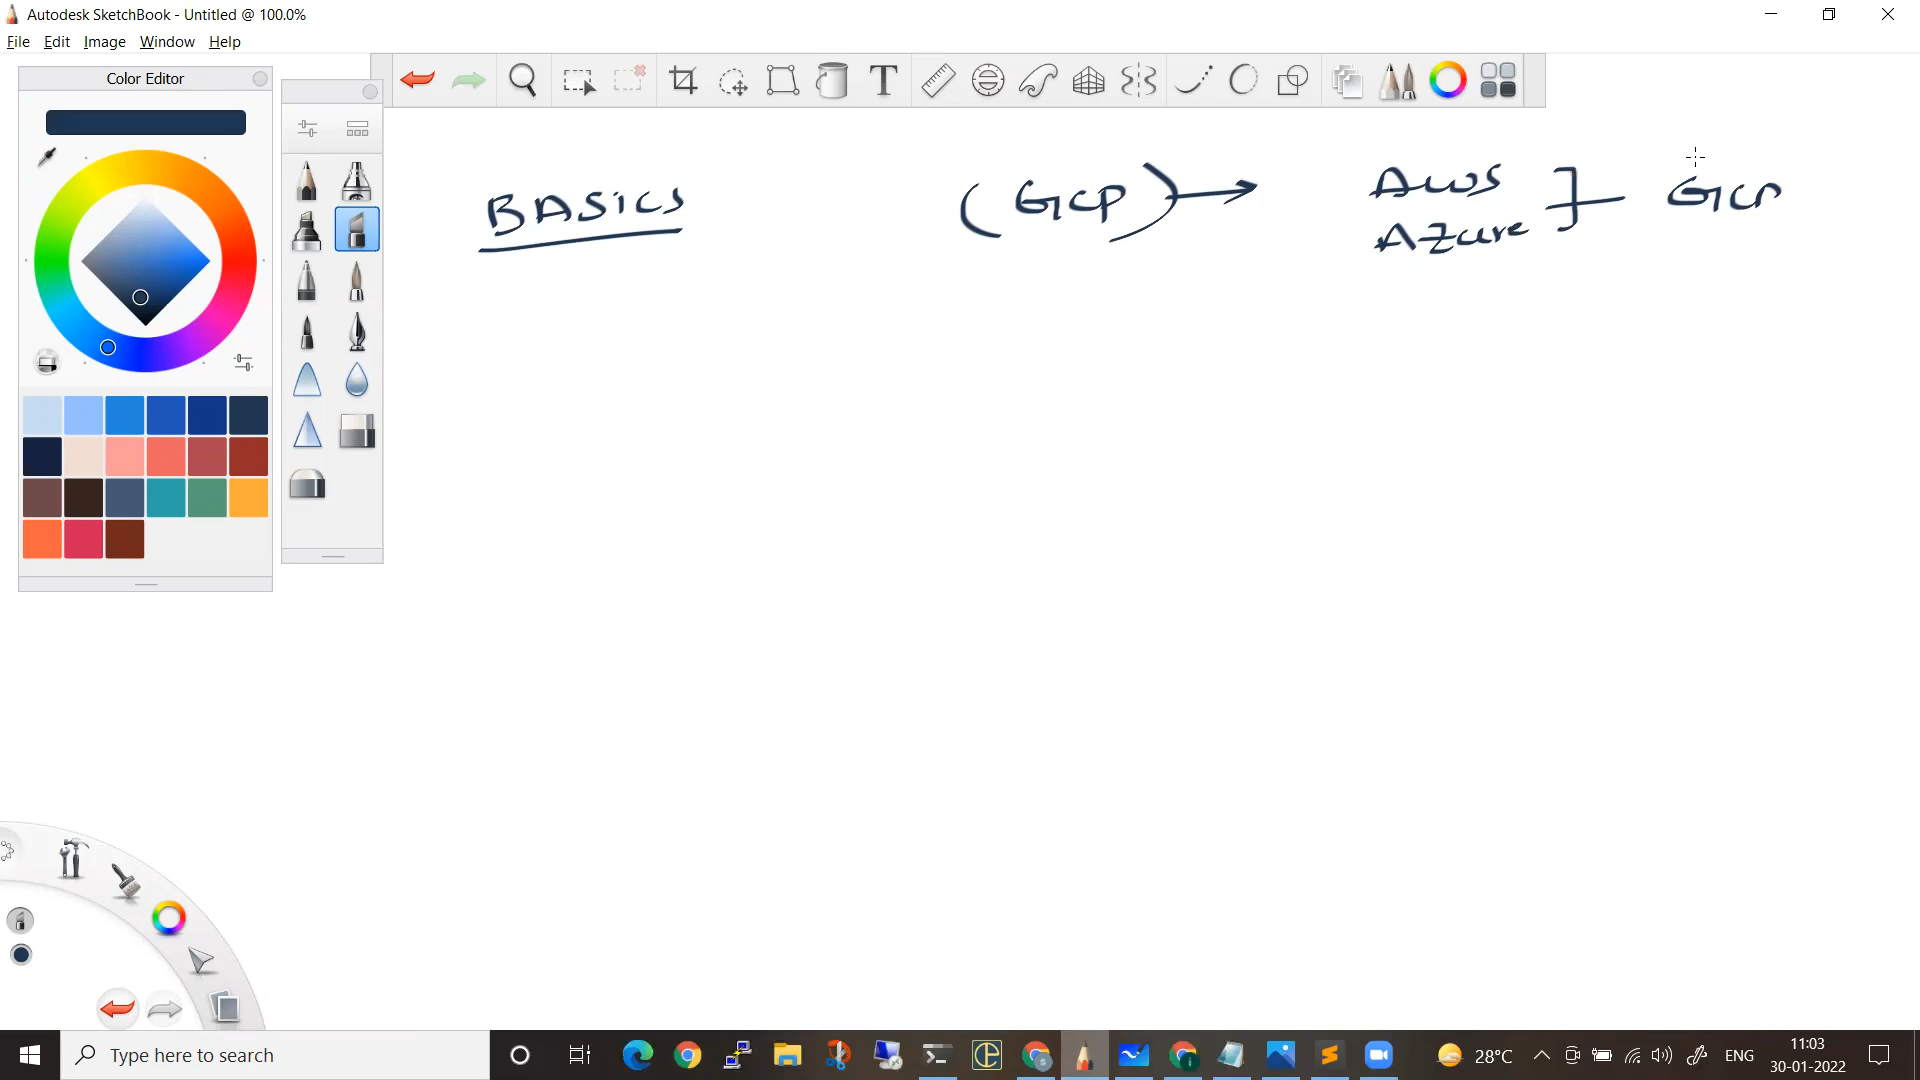 Autodesk SketchBook - Untitled @ 100.0%
File Edit Image Window Help
Color Editor
T
BASICS (GCP) → AWS
Azure
GCP
Type here to search
28°C ENG 11:03
30-01-2022